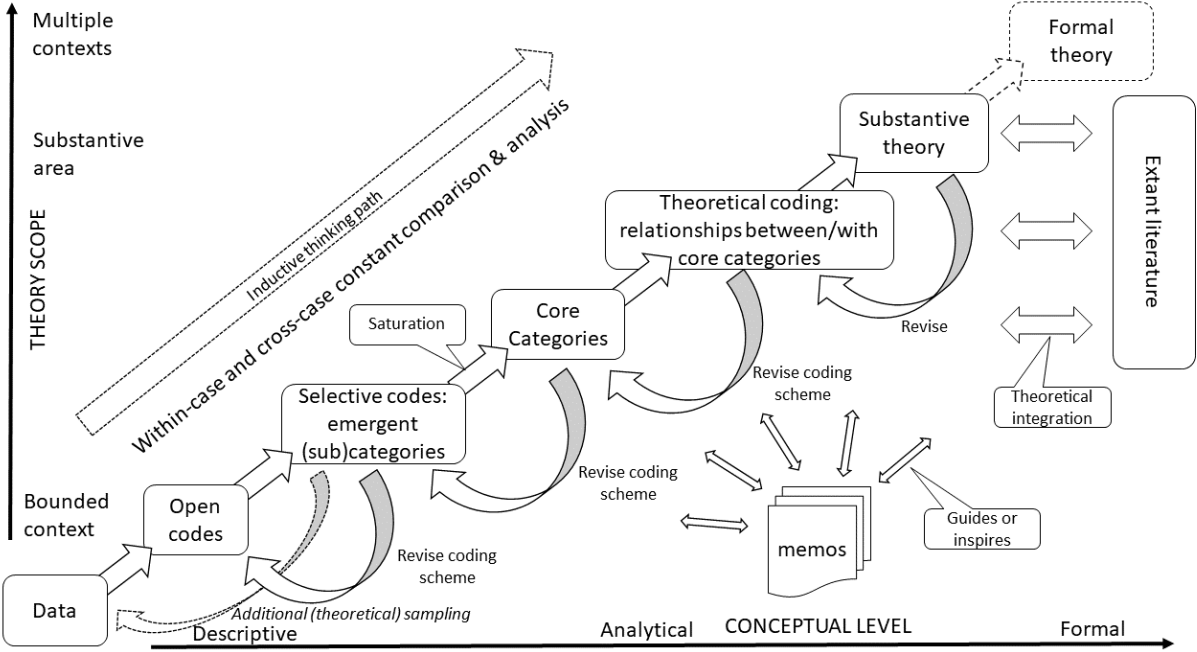 Multiple
contexts
Formal
theory
Substantive
area
Substantive
theory
Extant literature
THEORY SCOPE
Inductive thinking path
Within-case and cross-case constant comparison & analysis
Theoretical coding:
relationships between/with
core categories
Saturation
Core
Categories
Revise
Revise coding
scheme
Theoretical
integration
Selective codes:
emergent
(sub)categories
Revise coding
scheme
Bounded
context
Open
codes
Guides or
inspires
memos
Revise coding
scheme
Data
Additional (theoretical) sampling
Descriptive
Analytical
CONCEPTUAL LEVEL
Formal